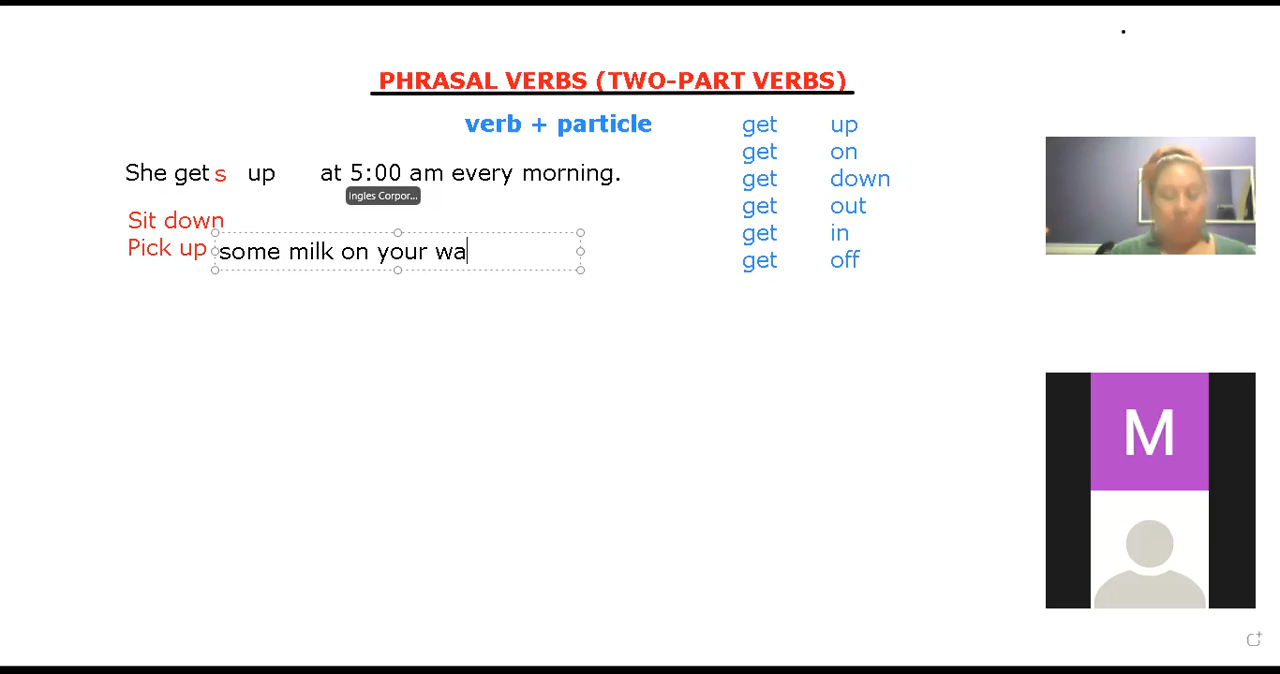 PHRASAL VERBS (TWO-PART VERBS)
verb + particle
get up
get on
get down
get out
get in
get off
She gets up at 5:00 am every morning.
Ingles Corpor...
Sit down
Pick up some milk on your wa
M